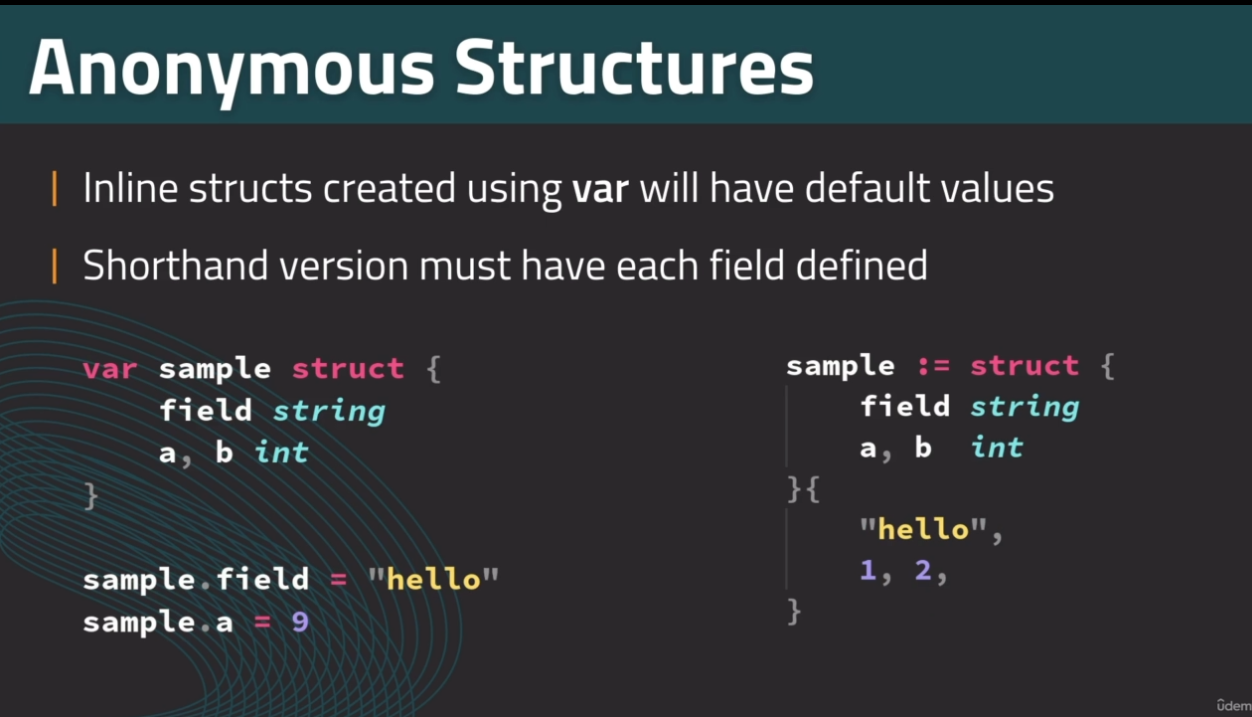 Anonymous Structures
Inline structs created using var will have default values
Shorthand version must have each field defined
var sample struct {
field string
a, b int
}
sample.field = "hello"
sample.a = 9
sample := struct {
field string
a, b int
}{
"hello",
1, 2,
}